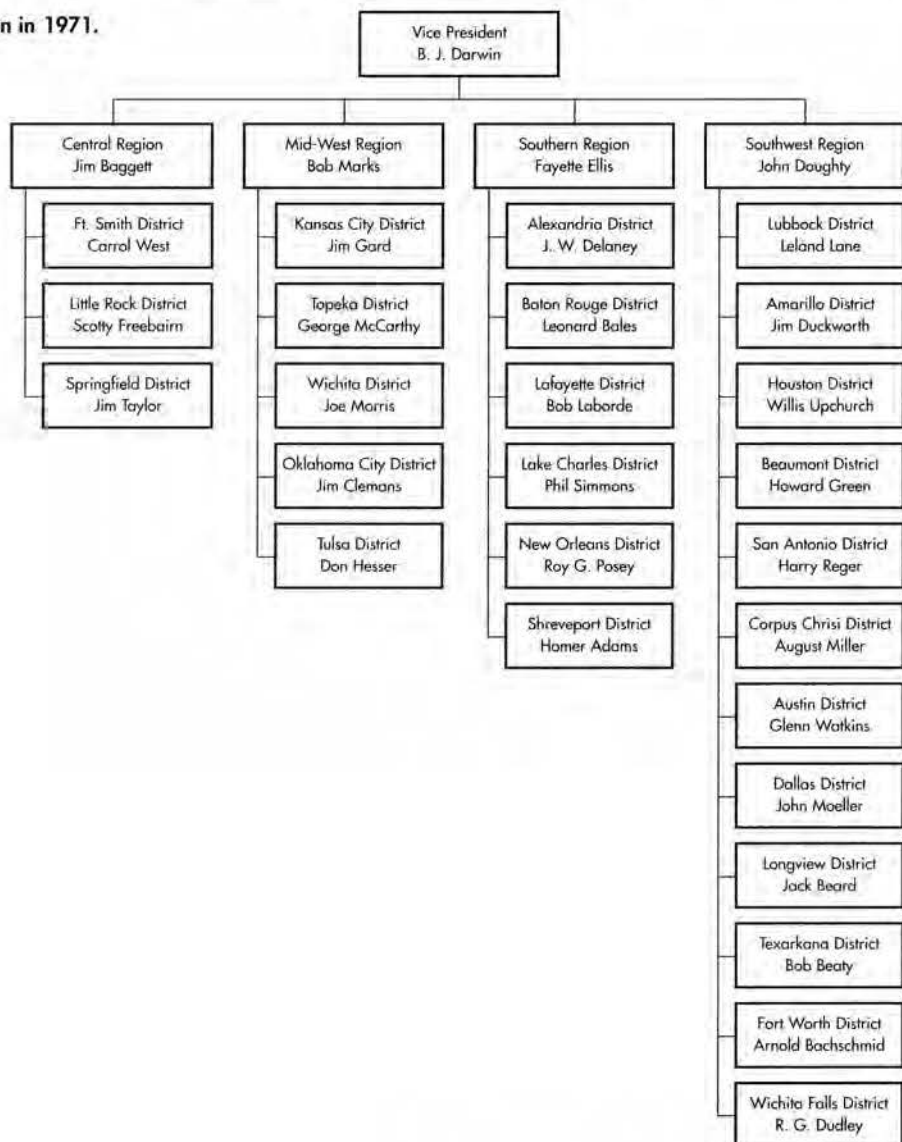 n in 1971.
Vice President
B. J. Darwin
Central Region
Jim Baggett
Ft. Smith District
Carrol West
Little Rock District
Scotty Freebairn
Springfield District
Jim Taylor
Mid-West Region
Bob Marks
Kansas City District
Jim Gard
Topeka District
George McCarthy
Wichita District
Joe Morris
Oklahoma City District
Jim Clemans
Tulsa District
Don Hesser
Southern Region
Fayette Ellis
Alexandria District
J. W. Delaney
Baton Rouge District
Leonard Bales
Lafayette District
Bob Laborde
Lake Charles District
Phil Simmons
New Orleans District
Roy G. Posey
Shreveport District
Homer Adams
Southwest Region
John Doughty
Lubbock District
Leland Lane
Amarillo District
Jim Duckworth
Houston District
Willis Upchurch
Beaumont District
Howard Green
San Antonio District
Harry Reger
Corpus Chrisi District
August Miller
Austin District
Glenn Watkins
Dallas District
John Moeller
Longview District
Jack Beard
Texarkana District
Bob Beaty
Fort Worth District
Arnold Bachschmid
Wichita Falls District
R. G. Dudley